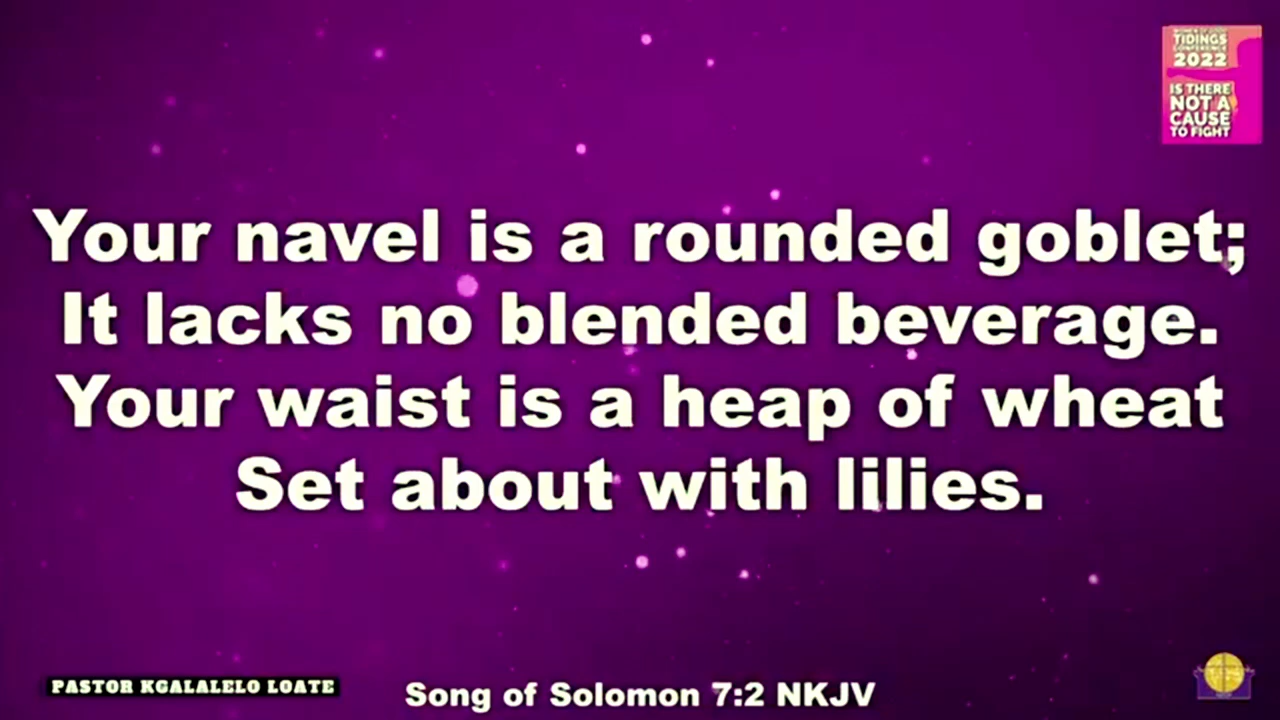 TIDINGS
CONFERENCE
2022
IS THERE
NOT A
CAUSE
TO FIGHT
Your navel is a rounded goblet;
It lacks no blended beverage.
Your waist is a heap of wheat
Set about with lilies.
PASTOR KGALALELO LOATE
Song of Solomon 7:2 NKJV